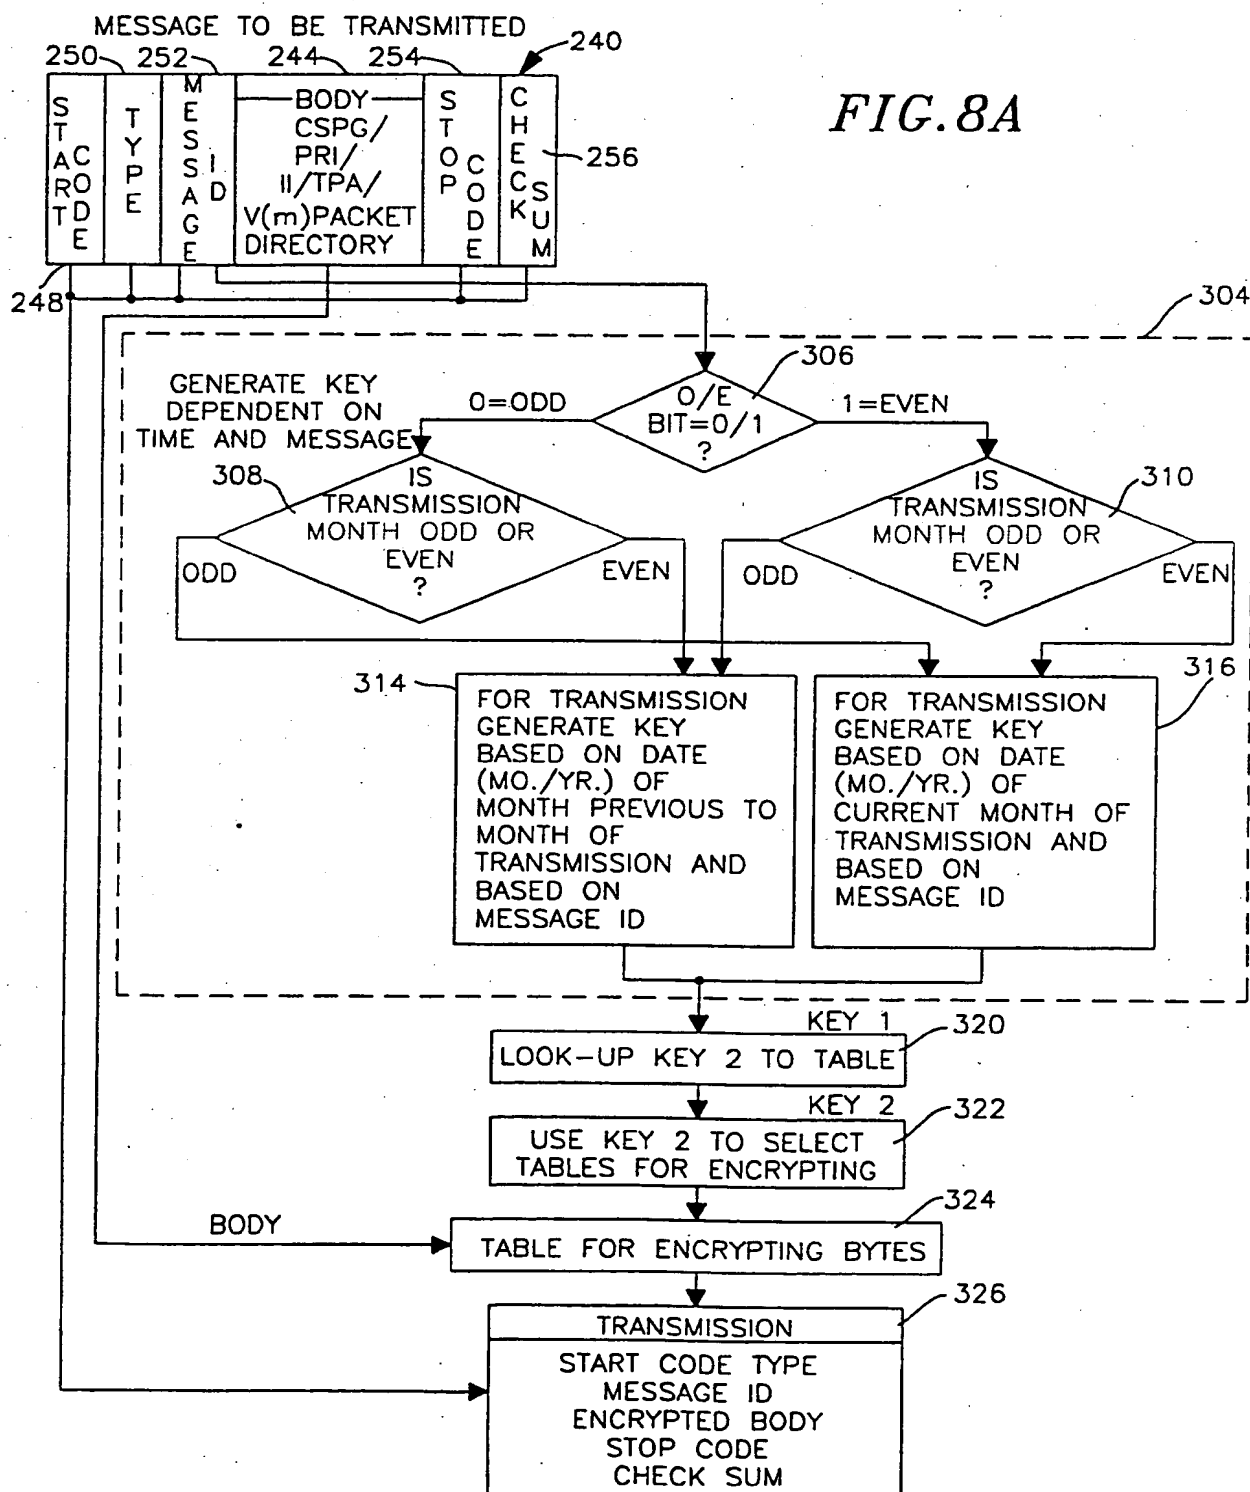 MESSAGE TO BE TRANSMITTED
250 252 244 254 240
FIG.8A
START CODE
TYPE
MESSAGE ID
BODY
CSPG/
PRI/
II/TPA/
V(m)PACKET
DIRECTORY
STOP CODE
CHECK SUM
256
248
304
306
GENERATE KEY
DEPENDENT ON
TIME AND MESSAGE
0=ODD
O/E
BIT=0/1
?
1=EVEN
308
IS
TRANSMISSION
MONTH ODD OR
EVEN
?
ODD
EVEN
310
IS
TRANSMISSION
MONTH ODD OR
EVEN
?
ODD
EVEN
314
FOR TRANSMISSION
GENERATE KEY
BASED ON DATE
(MO./YR.) OF
MONTH PREVIOUS TO
MONTH OF
TRANSMISSION AND
BASED ON
MESSAGE ID
316
FOR TRANSMISSION
GENERATE KEY
BASED ON DATE
(MO./YR.) OF
CURRENT MONTH OF
TRANSMISSION AND
BASED ON
MESSAGE ID
KEY 1
320
LOOK-UP KEY 2 TO TABLE
KEY 2
322
USE KEY 2 TO SELECT
TABLES FOR ENCRYPTING
324
BODY
TABLE FOR ENCRYPTING BYTES
326
TRANSMISSION
START CODE TYPE
MESSAGE ID
ENCRYPTED BODY
STOP CODE
CHECK SUM